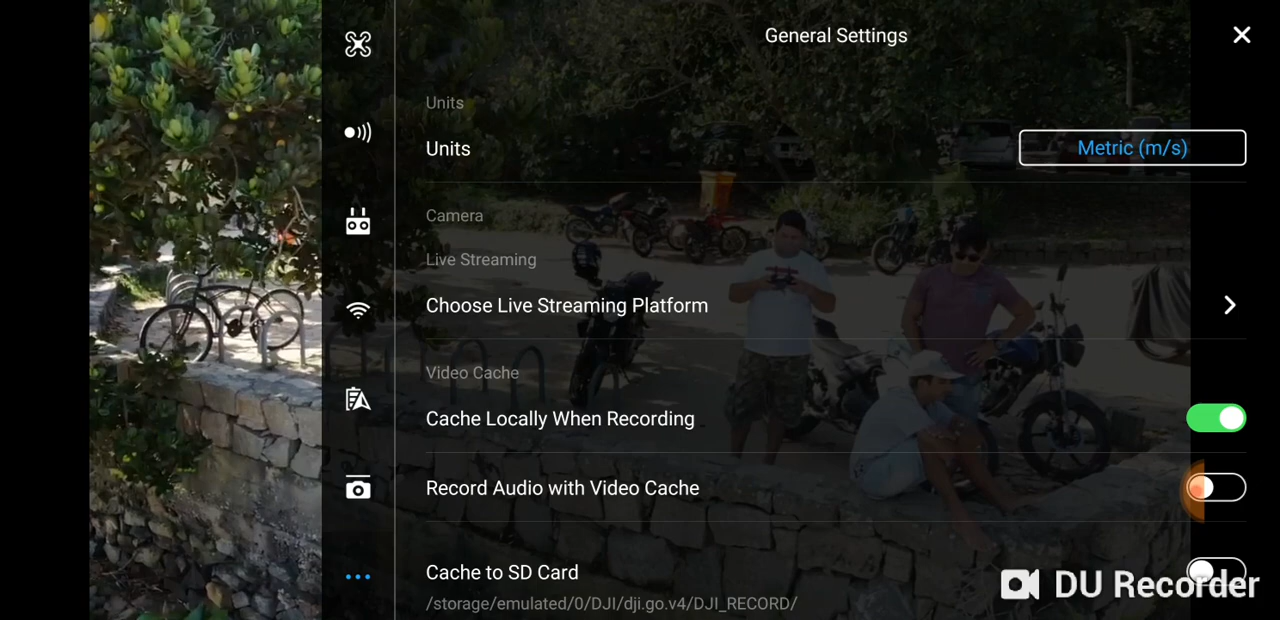 General Settings
Units
Units
Metric (m/s)
Camera
Live Streaming
Choose Live Streaming Platform
Video Cache
Cache Locally When Recording
Record Audio with Video Cache
Cache to SD Card
/storage/emulated/0/DJI/dji.go.v4/DJI_RECORD/
DU Recorder